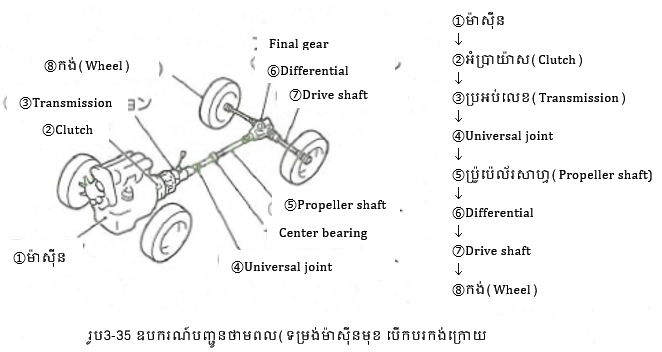 Final gear
⑧កង់( Wheel )
⑥Differential
⑦Drive shaft
③Transmission
②Clutch
⑤Propeller shaft
Center bearing
①ម៉ាស៊ីន
④Universal joint
①ម៉ាស៊ីន
↓
②អំប្រាយ៉ាស( Clutch )
↓
③ប្រអប់លេខ( Transmission )
↓
④Universal joint
↓
⑤ប្រ៊ូប៉េល័រសាហ្វ( Propeller shaft)
↓
⑥Differential
↓
⑦Drive shaft
↓
⑧កង់( Wheel )
រូប3-35 ឧបករណ៍បញ្ជូនថាមពល( ទម្រង់ម៉ាស៊ីនមុខ បើកបរកង់ក្រោយ